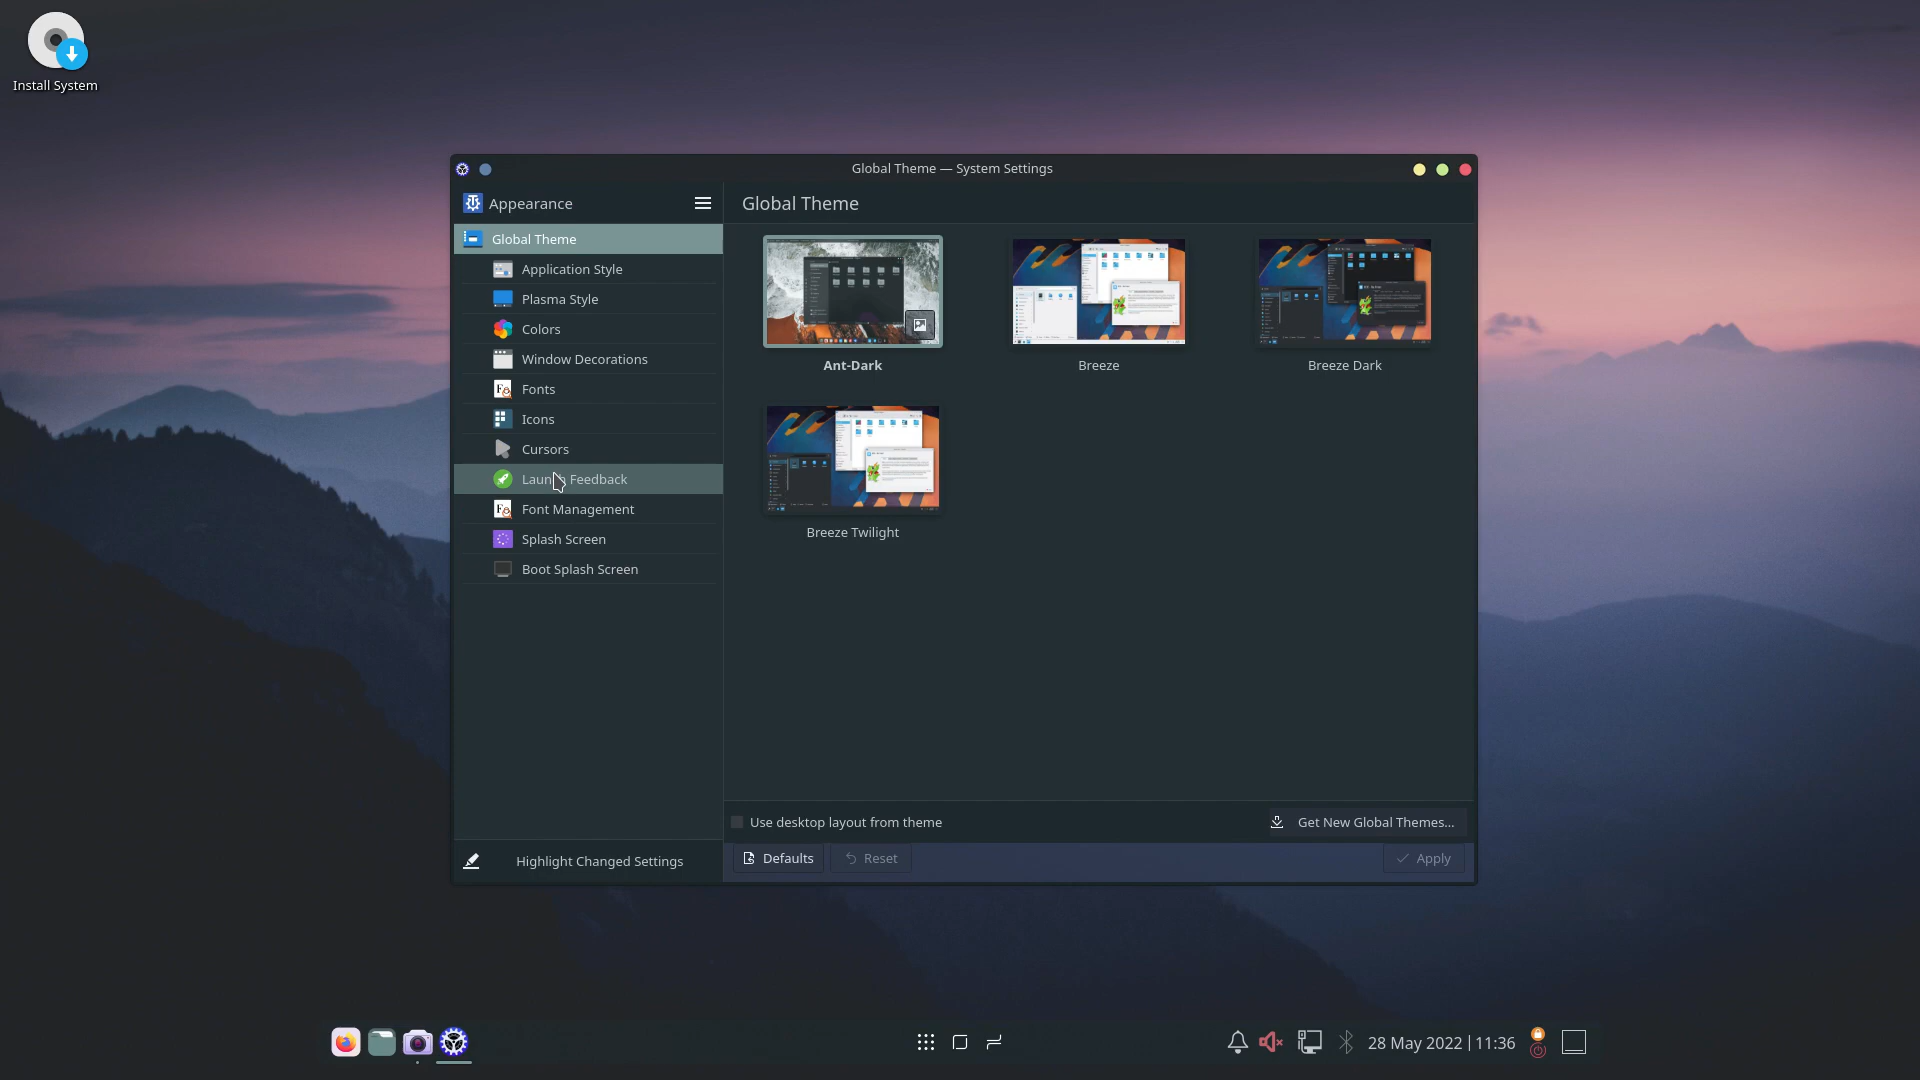 Install System
Global Theme — System Settings
Appearance
Global Theme
Global Theme
Application Style
Plasma Style
Colors
Window Decorations
Fonts
Icons
Cursors
Launch Feedback
Font Management
Splash Screen
Boot Splash Screen
Highlight Changed Settings
Ant-Dark
Breeze
Breeze Dark
Breeze Twilight
Use desktop layout from theme
Get New Global Themes...
Defaults
Reset
Apply
28 May 2022 | 11:36